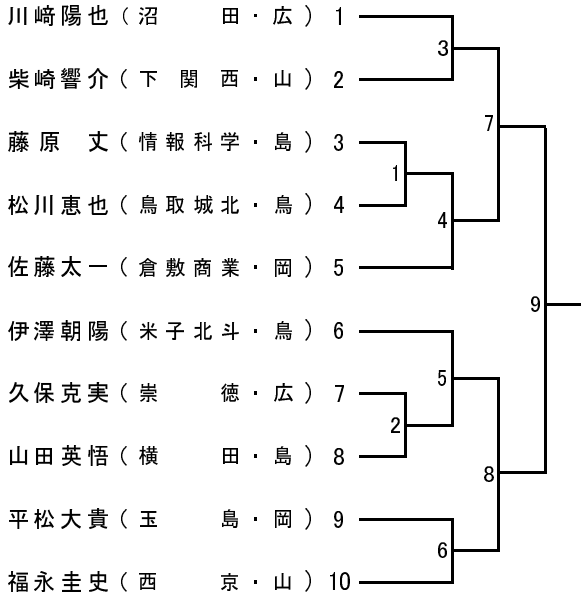 川﨑陽也（沼田・広）1
柴崎響介（下関西・山）2
藤原 丈（情報科学・島）3
松川恵也（鳥取城北・鳥）4
佐藤太一（倉敷商業・岡）5
伊澤朝陽（米子北斗・鳥）6
久保克実（崇徳・広）7
山田英悟（横田・島）8
平松大貴（玉島・岡）9
福永圭史（西京・山）10
1
2
3
4
5
6
7
8
9